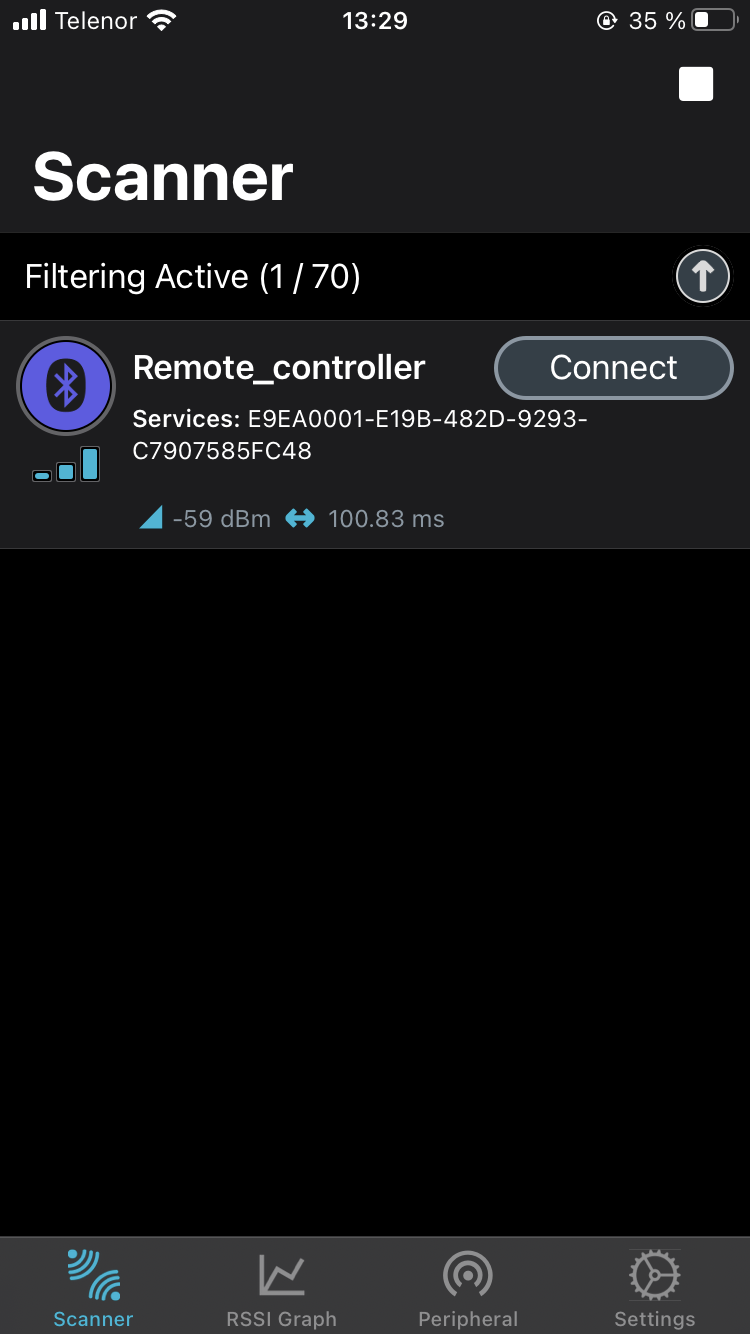 Telenor 13:29 35 %
Scanner
Filtering Active (1 / 70)
Remote_controller Connect
Services: E9EA0001-E19B-482D-9293-
C7907585FC48
-59 dBm 100.83 ms
Scanner RSSI Graph Peripheral Settings